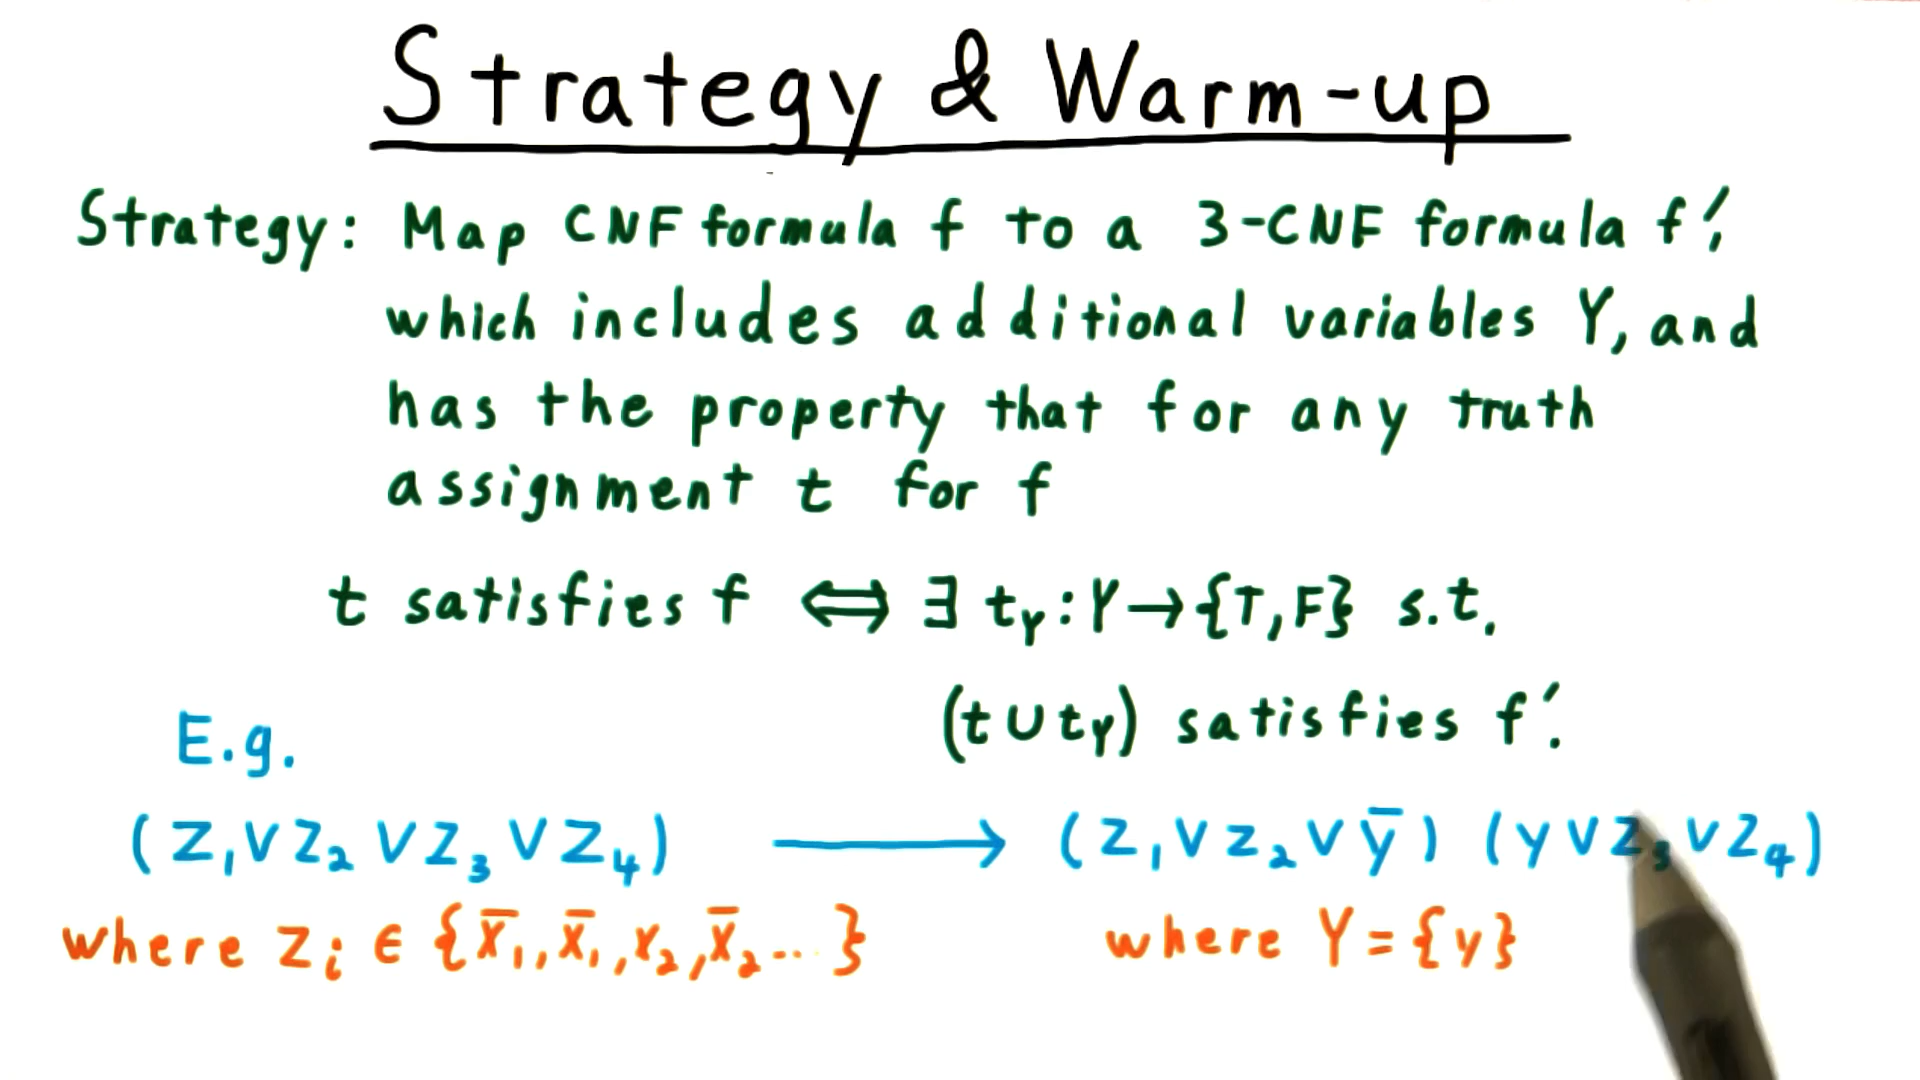 Strategy & Warm-up
Strategy: Map CNF formula f to a 3-CNF formula f',
which includes additional variables Y, and
has the property that for any truth
assignment t for f
t satisfies f ⟺ ∃ t_Y : Y → {T, F} s.t.
(t ∪ t_Y) satisfies f'.
E.g.
(z₁ ∨ z₂ ∨ z₃ ∨ z₄) ⟶ (z₁ ∨ z₂ ∨ y̅) (y ∨ z₃ ∨ z₄)
where zᵢ ∈ {x̅₁, x̅₁, x₂, x̅₂ ... } where Y = {y}